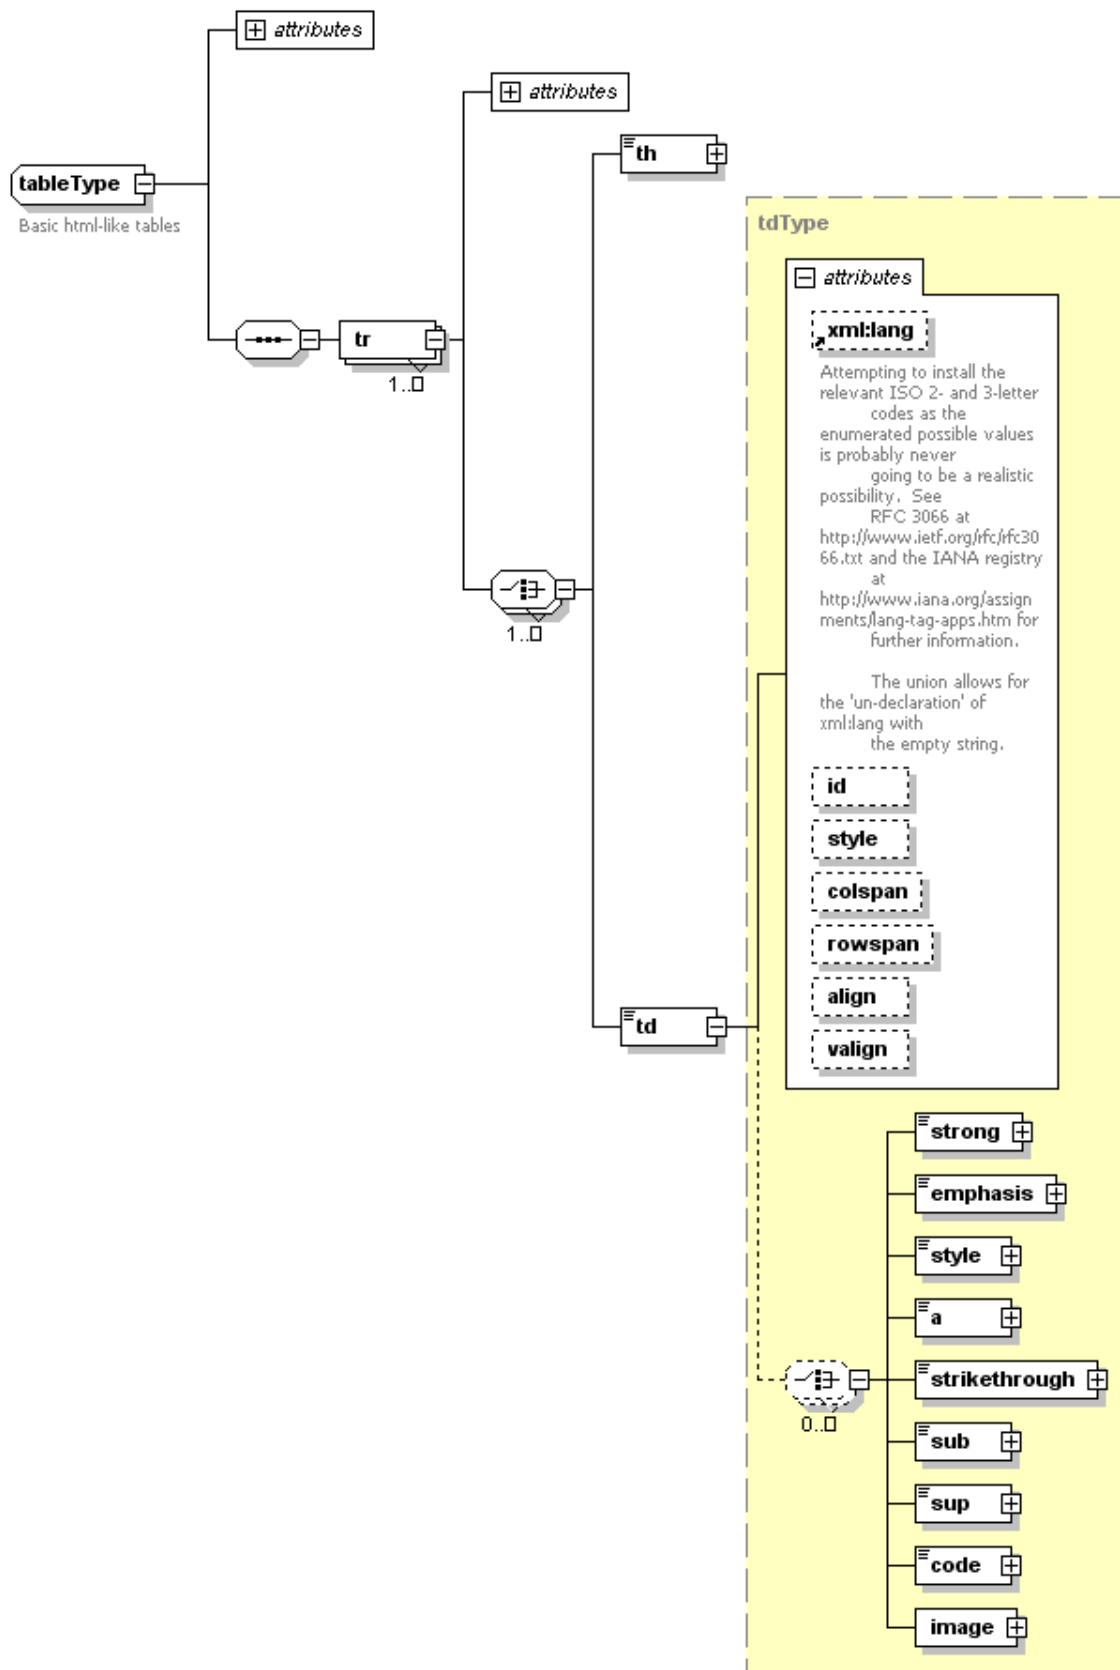 attributes
attributes
th
tableType
Basic html-like tables
tdType
attributes
xml:lang
tr
1..
Attempting to install the
relevant ISO 2- and 3-letter
codes as the
enumerated possible values
is probably never
going to be a realistic
possibility. See
RFC 3066 at
http://www.ietf.org/rfc/rfc30
66.txt and the IANA registry
at
http://www.iana.org/assign
ments/lang-tag-apps.htm for
further information.
The union allows for
the 'un-declaration' of
xml:lang with
the empty string.
1..
id
style
colspan
rowspan
align
valign
td
strong
emphasis
style
a
strikethrough
0..
sub
sup
code
image